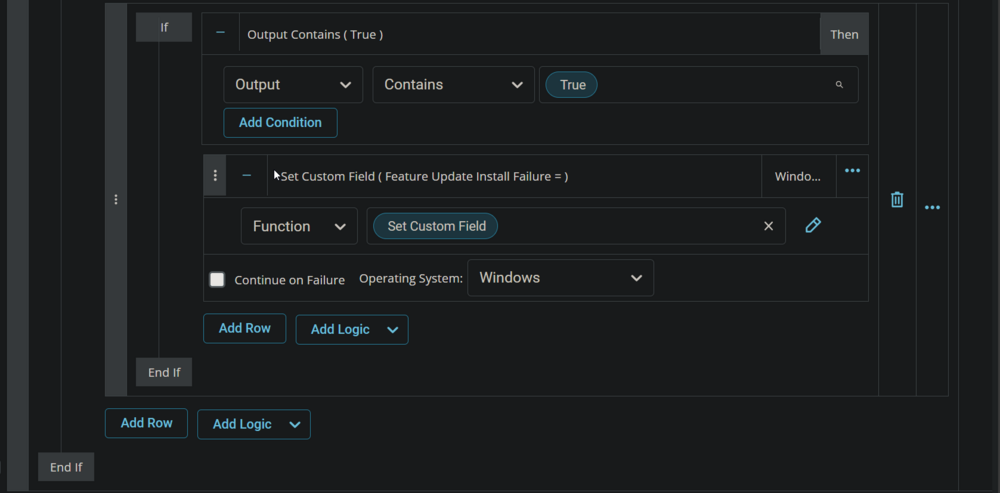 If
Output Contains ( True )
Then
Output
Contains
True
Add Condition
Set Custom Field ( Feature Update Install Failure = )
Windo...
Function
Set Custom Field
Continue on Failure
Operating System:
Windows
Add Row
Add Logic
End If
Add Row
Add Logic
End If